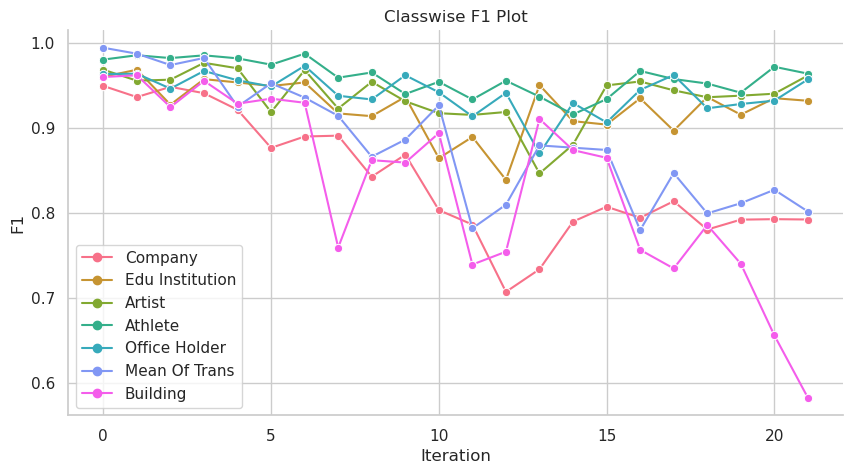 Classwise F1 Plot
1.0
0.9
0.8
0.7
0.6
F1
Company
Edu Institution
Artist
Athlete
Office Holder
Mean Of Trans
Building
0
5
10
15
20
Iteration